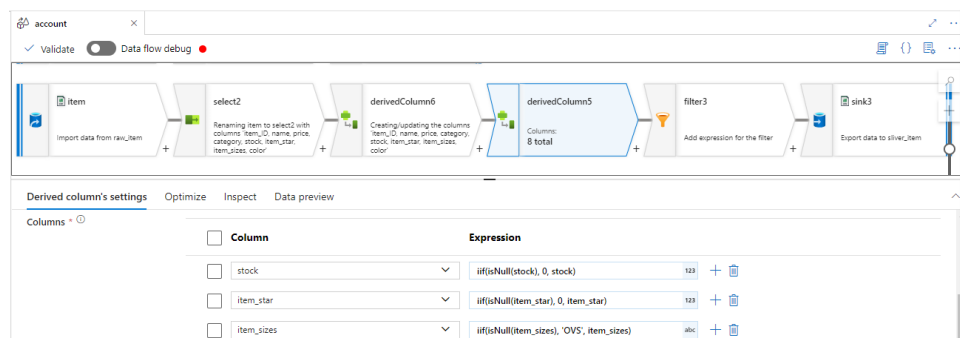 account
Validate
Data flow debug
item
Import data from raw_item
select2
Renaming item to select2 with
columns 'item_ID, name, price,
category, stock, item_star,
item_sizes, color'
derivedColumn6
Creating/updating the columns
'item_ID, name, price, category,
stock, item_star, item_sizes,
color'
derivedColumn5
Columns:
8 total
filter3
Add expression for the filter
sink3
Export data to sliver_item
Derived column's settings Optimize Inspect Data preview
Columns *
Column Expression
stock iif(isNull(stock), 0, stock) 123
item_star iif(isNull(item_star), 0, item_star) 123
item_sizes iif(isNull(item_sizes), 'OVS', item_sizes) abc